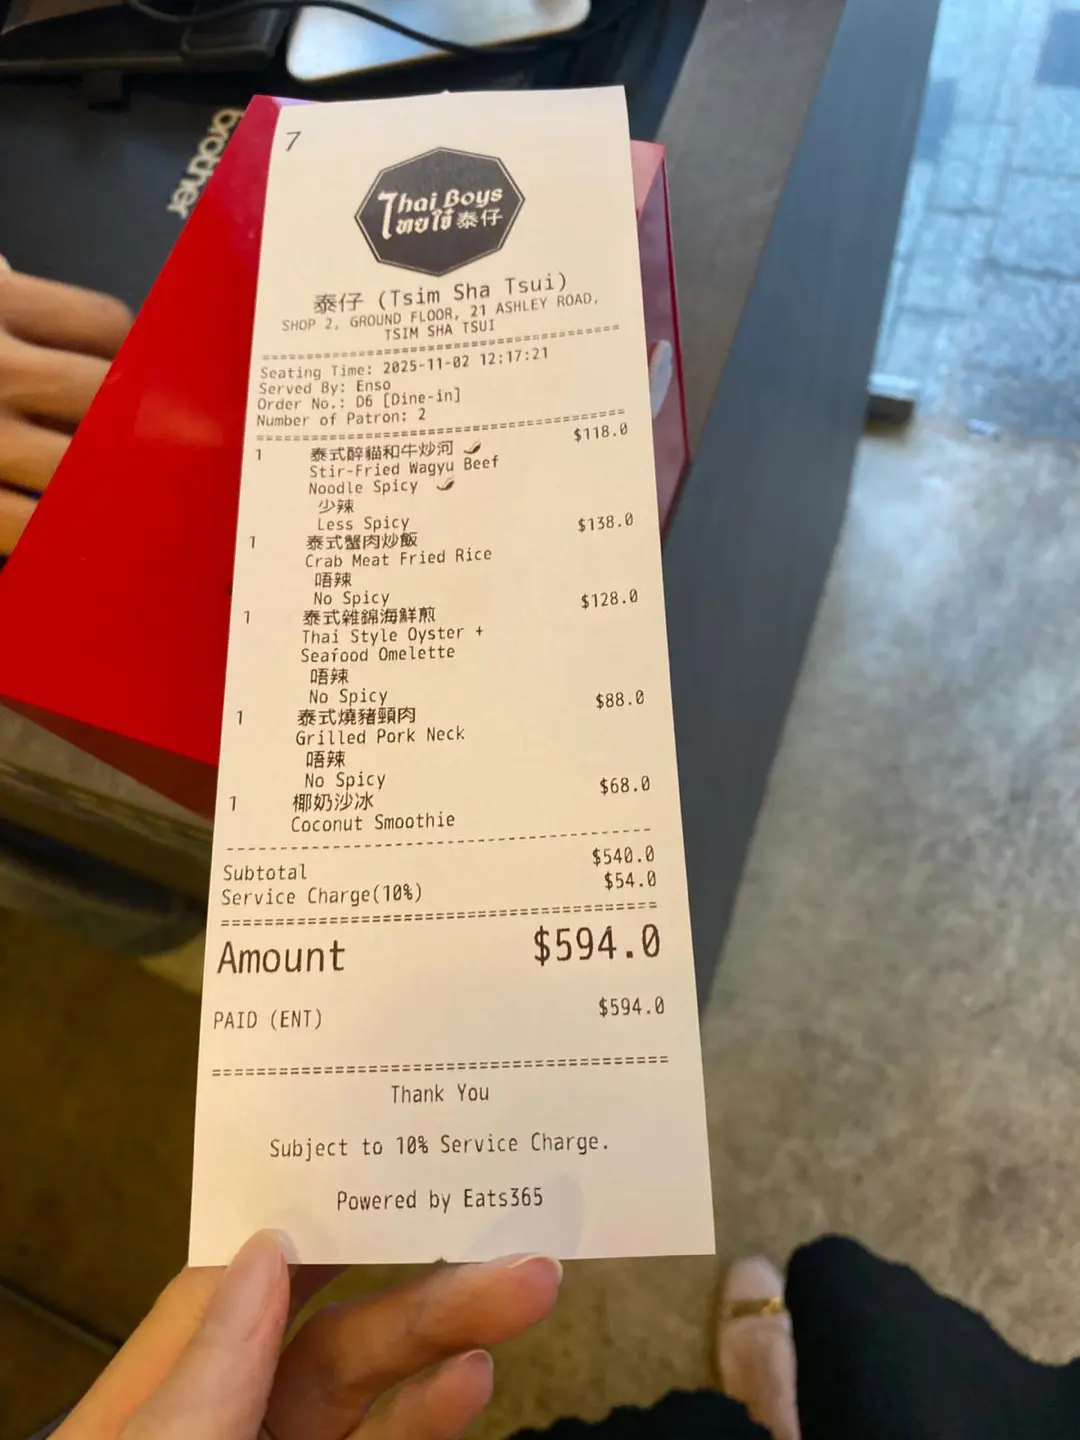 brother
7
Thai Boys
ไทยใช้ 泰仔
泰仔 (Tsim Sha Tsui)
SHOP 2, GROUND FLOOR, 21 ASHLEY ROAD,
TSIM SHA TSUI
Seating Time: 2025-11-02 12:17:21
Served By: Enso
Order No.: D6 [Dine-in]
Number of Patron: 2
1 泰式醉貓和牛炒河 $118.0
Stir-Fried Wagyu Beef
Noodle Spicy
少辣
Less Spicy
1 泰式蟹肉炒飯 $138.0
Crab Meat Fried Rice
唔辣
No Spicy
1 泰式雜錦海鮮煎 $128.0
Thai Style Oyster +
Seafood Omelette
唔辣
No Spicy
1 泰式燒豬頸肉 $88.0
Grilled Pork Neck
唔辣
No Spicy
1 椰奶沙冰 $68.0
Coconut Smoothie
Subtotal $540.0
Service Charge(10%) $54.0
Amount $594.0
PAID (ENT) $594.0
Thank You
Subject to 10% Service Charge.
Powered by Eats365